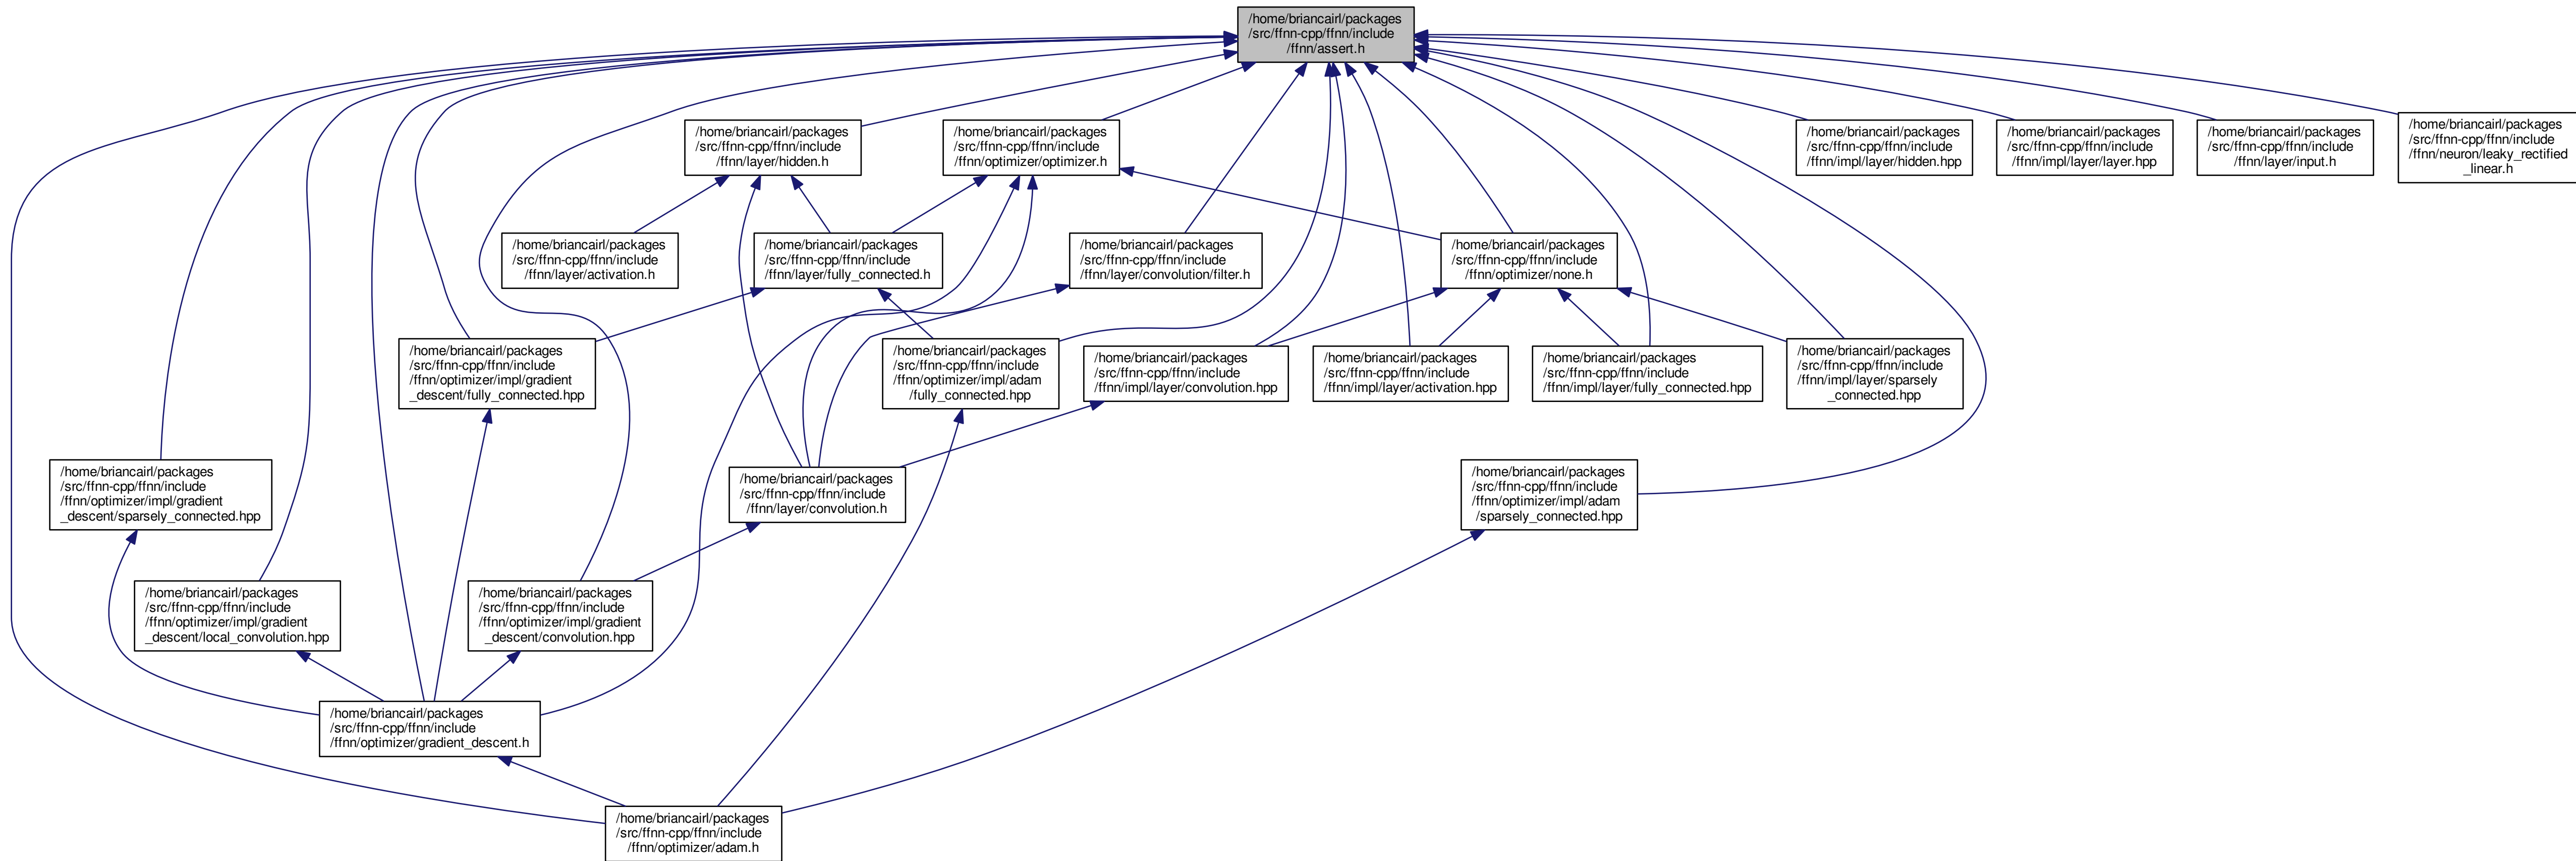 /home/briancairl/packages
/src/ffnn-cpp/ffnn/include
/ffnn/assert.h
/home/briancairl/packages
/src/ffnn-cpp/ffnn/include
/ffnn/layer/hidden.h
/home/briancairl/packages
/src/ffnn-cpp/ffnn/include
/ffnn/optimizer/optimizer.h
/home/briancairl/packages
/src/ffnn-cpp/ffnn/include
/ffnn/impl/layer/hidden.hpp
/home/briancairl/packages
/src/ffnn-cpp/ffnn/include
/ffnn/impl/layer/layer.hpp
/home/briancairl/packages
/src/ffnn-cpp/ffnn/include
/ffnn/layer/input.h
/home/briancairl/packages
/src/ffnn-cpp/ffnn/include
/ffnn/neuron/leaky_rectified
_linear.h
/home/briancairl/packages
/src/ffnn-cpp/ffnn/include
/ffnn/layer/activation.h
/home/briancairl/packages
/src/ffnn-cpp/ffnn/include
/ffnn/layer/fully_connected.h
/home/briancairl/packages
/src/ffnn-cpp/ffnn/include
/ffnn/layer/convolution/filter.h
/home/briancairl/packages
/src/ffnn-cpp/ffnn/include
/ffnn/optimizer/none.h
/home/briancairl/packages
/src/ffnn-cpp/ffnn/include
/ffnn/optimizer/impl/gradient
_descent/fully_connected.hpp
/home/briancairl/packages
/src/ffnn-cpp/ffnn/include
/ffnn/optimizer/impl/adam
/fully_connected.hpp
/home/briancairl/packages
/src/ffnn-cpp/ffnn/include
/ffnn/impl/layer/convolution.hpp
/home/briancairl/packages
/src/ffnn-cpp/ffnn/include
/ffnn/impl/layer/activation.hpp
/home/briancairl/packages
/src/ffnn-cpp/ffnn/include
/ffnn/impl/layer/fully_connected.hpp
/home/briancairl/packages
/src/ffnn-cpp/ffnn/include
/ffnn/impl/layer/sparsely
_connected.hpp
/home/briancairl/packages
/src/ffnn-cpp/ffnn/include
/ffnn/optimizer/impl/gradient
_descent/sparsely_connected.hpp
/home/briancairl/packages
/src/ffnn-cpp/ffnn/include
/ffnn/layer/convolution.h
/home/briancairl/packages
/src/ffnn-cpp/ffnn/include
/ffnn/optimizer/impl/adam
/sparsely_connected.hpp
/home/briancairl/packages
/src/ffnn-cpp/ffnn/include
/ffnn/optimizer/impl/gradient
_descent/local_convolution.hpp
/home/briancairl/packages
/src/ffnn-cpp/ffnn/include
/ffnn/optimizer/impl/gradient
_descent/convolution.hpp
/home/briancairl/packages
/src/ffnn-cpp/ffnn/include
/ffnn/optimizer/gradient_descent.h
/home/briancairl/packages
/src/ffnn-cpp/ffnn/include
/ffnn/optimizer/adam.h